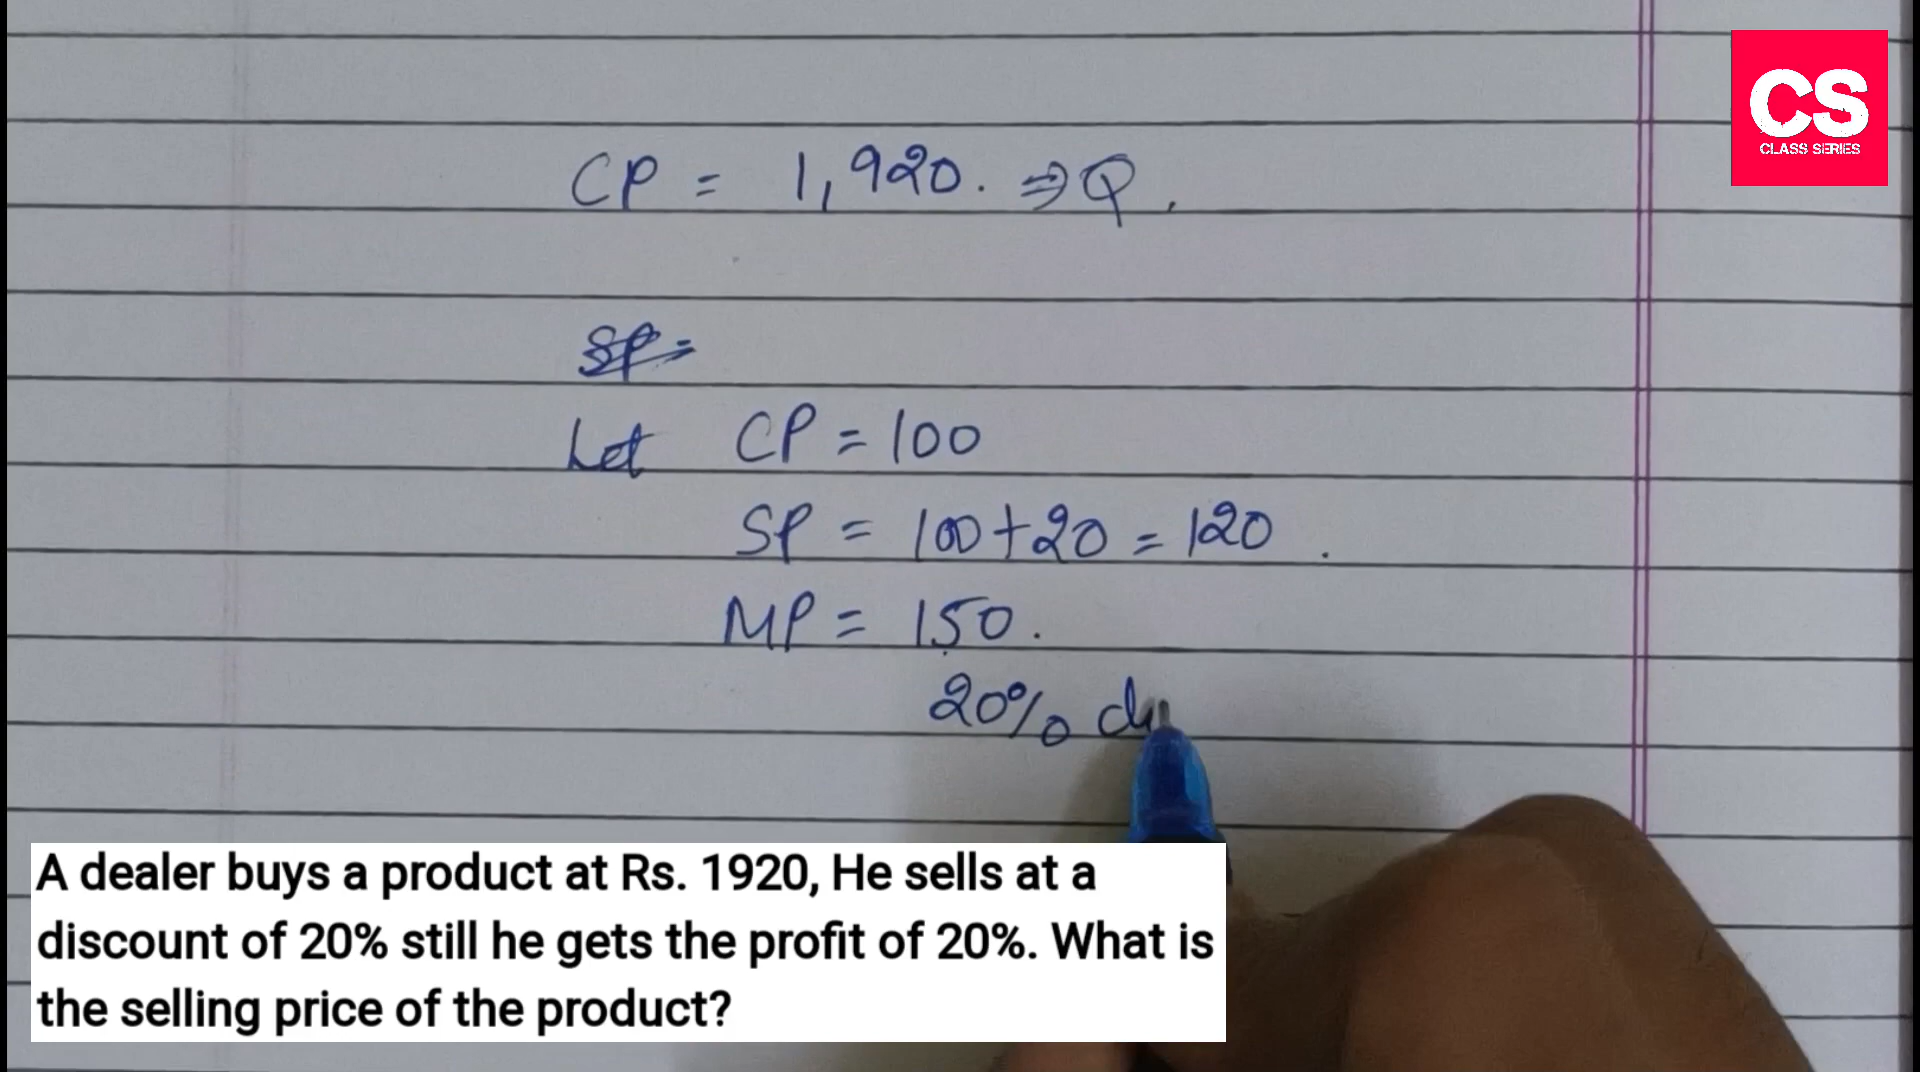 CS
CLASS SERIES
CP = 1,920. ⇒ Q.
SP=
Let CP = 100
SP = 100+20 = 120.
MP = 150.
20% di
A dealer buys a product at Rs. 1920, He sells at a
discount of 20% still he gets the profit of 20%. What is
the selling price of the product?